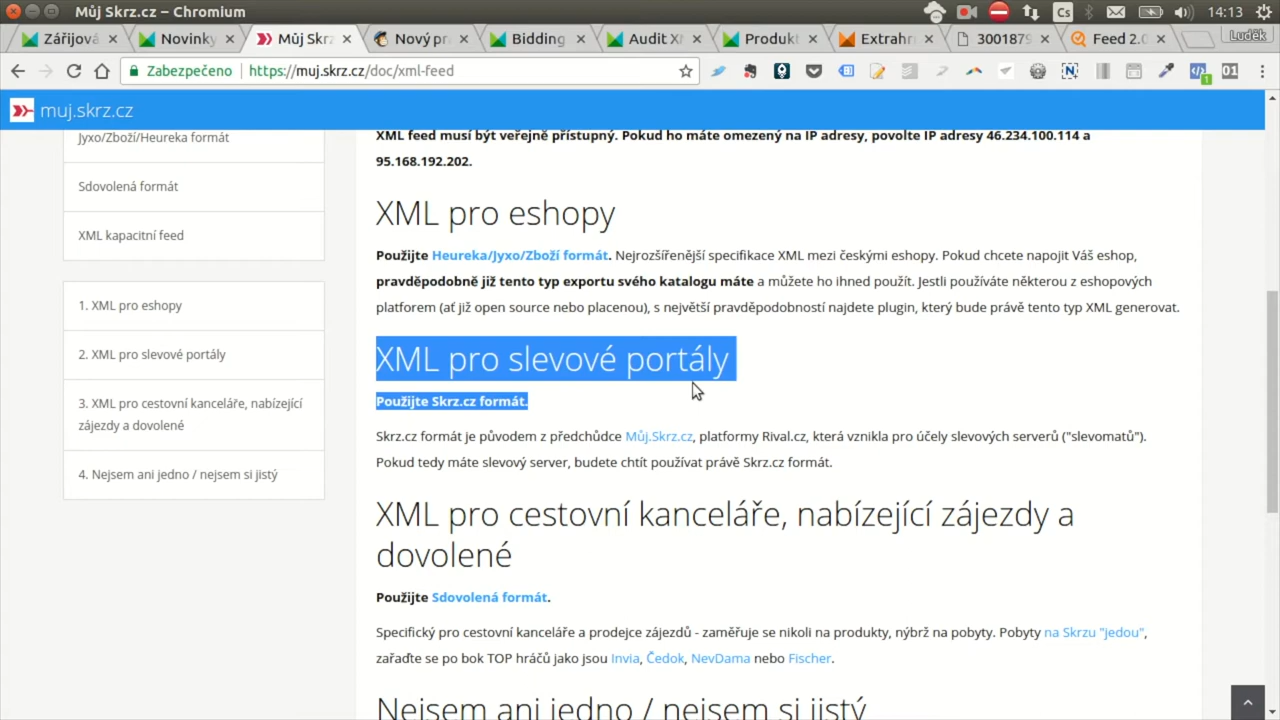 Můj Skrz.cz – Chromium
Cs
14:13
Zářijová
Novinky
Můj Skr
Nový pr
Bidding
Audit XM
Produkt
Extrahr
3001879
Feed 2.0
Luděk
Zabezpečeno
https://muj.skrz.cz/doc/xml-feed
1
01
muj.skrz.cz
Jyxo/Zboží/Heureka formát
Sdovolená formát
XML kapacitní feed
1. XML pro eshopy
2. XML pro slevové portály
3. XML pro cestovní kanceláře, nabízející
zájezdy a dovolené
4. Nejsem ani jedno / nejsem si jistý
XML feed musí být veřejně přístupný. Pokud ho máte omezený na IP adresy, povolte IP adresy 46.234.100.114 a
95.168.192.202.
XML pro eshopy
Použijte Heureka/Jyxo/Zboží formát. Nejrozšířenější specifikace XML mezi českými eshopy. Pokud chcete napojit Váš eshop,
pravděpodobně již tento typ exportu svého katalogu máte a můžete ho ihned použít. Jestli používáte některou z eshopových
platforem (ať již open source nebo placenou), s největší pravděpodobností najdete plugin, který bude právě tento typ XML generovat.
XML pro slevové portály
Použijte Skrz.cz formát.
Skrz.cz formát je původem z předchůdce Můj.Skrz.cz, platformy Rival.cz, která vznikla pro účely slevových serverů ("slevomatů").
Pokud tedy máte slevový server, budete chtít používat právě Skrz.cz formát.
XML pro cestovní kanceláře, nabízející zájezdy a
dovolené
Použijte Sdovolená formát.
Specifický pro cestovní kanceláře a prodejce zájezdů - zaměřuje se nikoli na produkty, nýbrž na pobyty. Pobyty na Skrzu "jedou",
zařaďte se po bok TOP hráčů jako jsou Invia, Čedok, NevDama nebo Fischer.
Nejsem ani jedno / nejsem si jistý